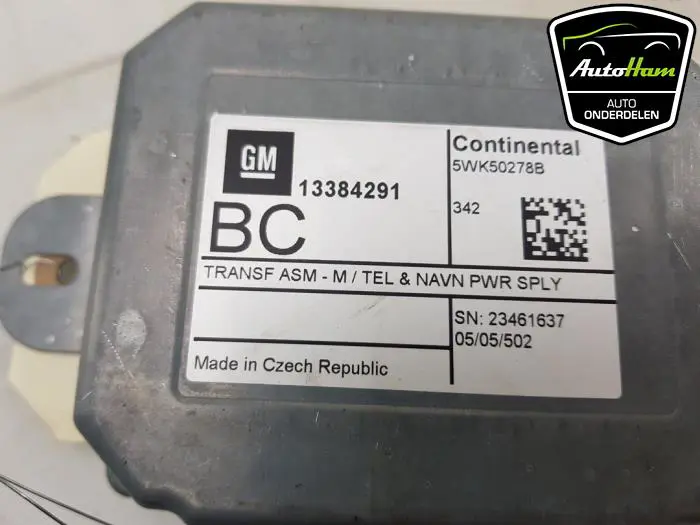 AutoHam
AUTO
ONDERDELEN
GM
13384291
BC
Continental
5WK50278B
342
TRANSF ASM - M / TEL & NAVN PWR SPLY
SN: 23461637
05/05/502
Made in Czech Republic